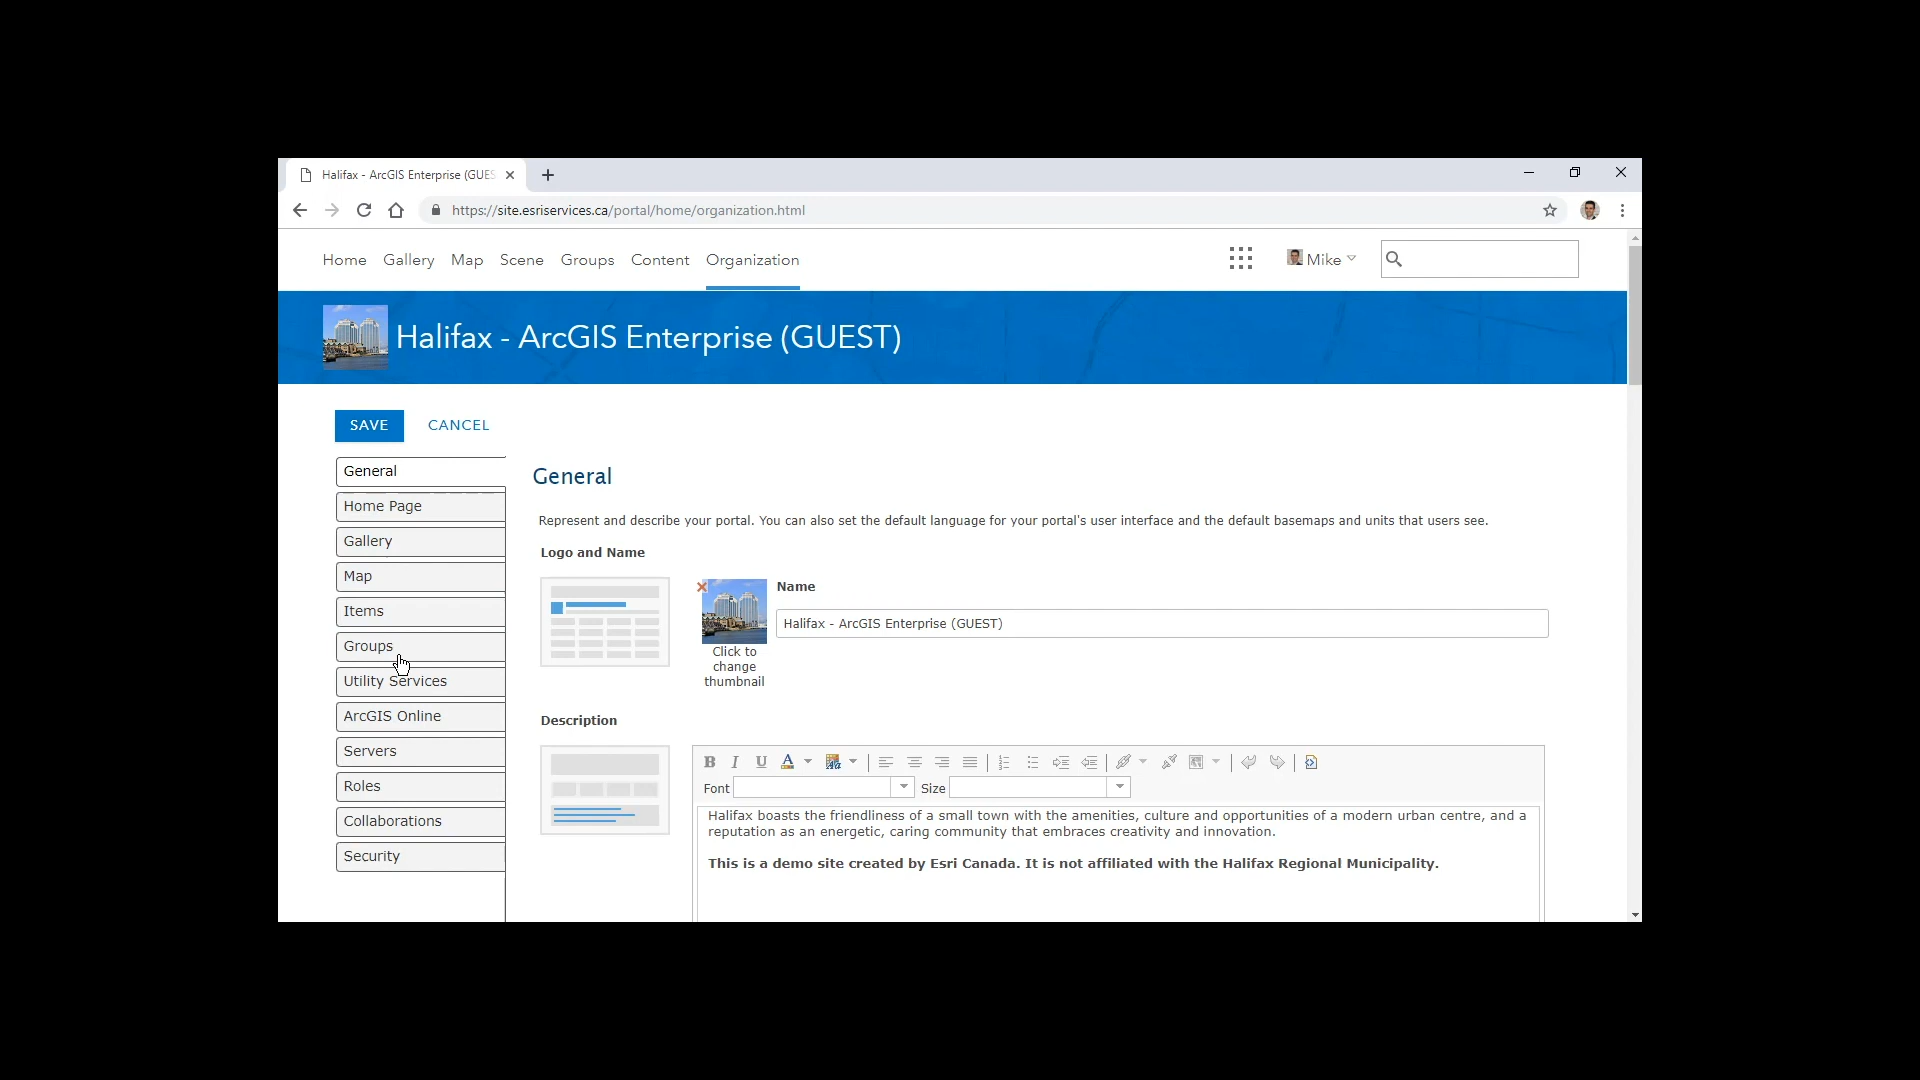 Halifax - ArcGIS Enterprise (GUES
https://site.esriservices.ca/portal/home/organization.html
Home Gallery Map Scene Groups Content Organization
Mike
Halifax - ArcGIS Enterprise (GUEST)
SAVE CANCEL
General
Home Page
Gallery
Map
Items
Groups
Utility Services
ArcGIS Online
Servers
Roles
Collaborations
Security
General
Represent and describe your portal. You can also set the default language for your portal's user interface and the default basemaps and units that users see.
Logo and Name
Click to
change
thumbnail
Name
Halifax - ArcGIS Enterprise (GUEST)
Description
B I U A Aa
Font Size
Halifax boasts the friendliness of a small town with the amenities, culture and opportunities of a modern urban centre, and a
reputation as an energetic, caring community that embraces creativity and innovation.
This is a demo site created by Esri Canada. It is not affiliated with the Halifax Regional Municipality.